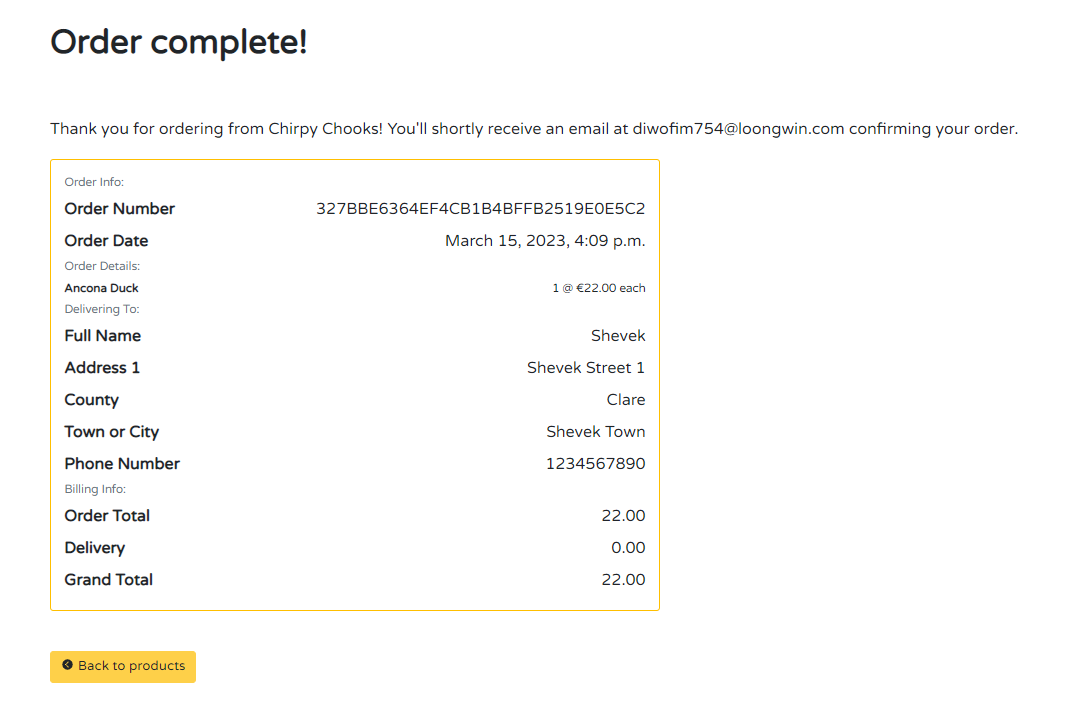 Order complete!
Thank you for ordering from Chirpy Chooks! You'll shortly receive an email at diwofim754@loongwin.com confirming your order.
Order Info:
Order Number 327BBE6364EF4CB1B4BFFB2519E0E5C2
Order Date March 15, 2023, 4:09 p.m.
Order Details:
Ancona Duck 1 @ €22.00 each
Delivering To:
Full Name Shevek
Address 1 Shevek Street 1
County Clare
Town or City Shevek Town
Phone Number 1234567890
Billing Info:
Order Total 22.00
Delivery 0.00
Grand Total 22.00
Back to products